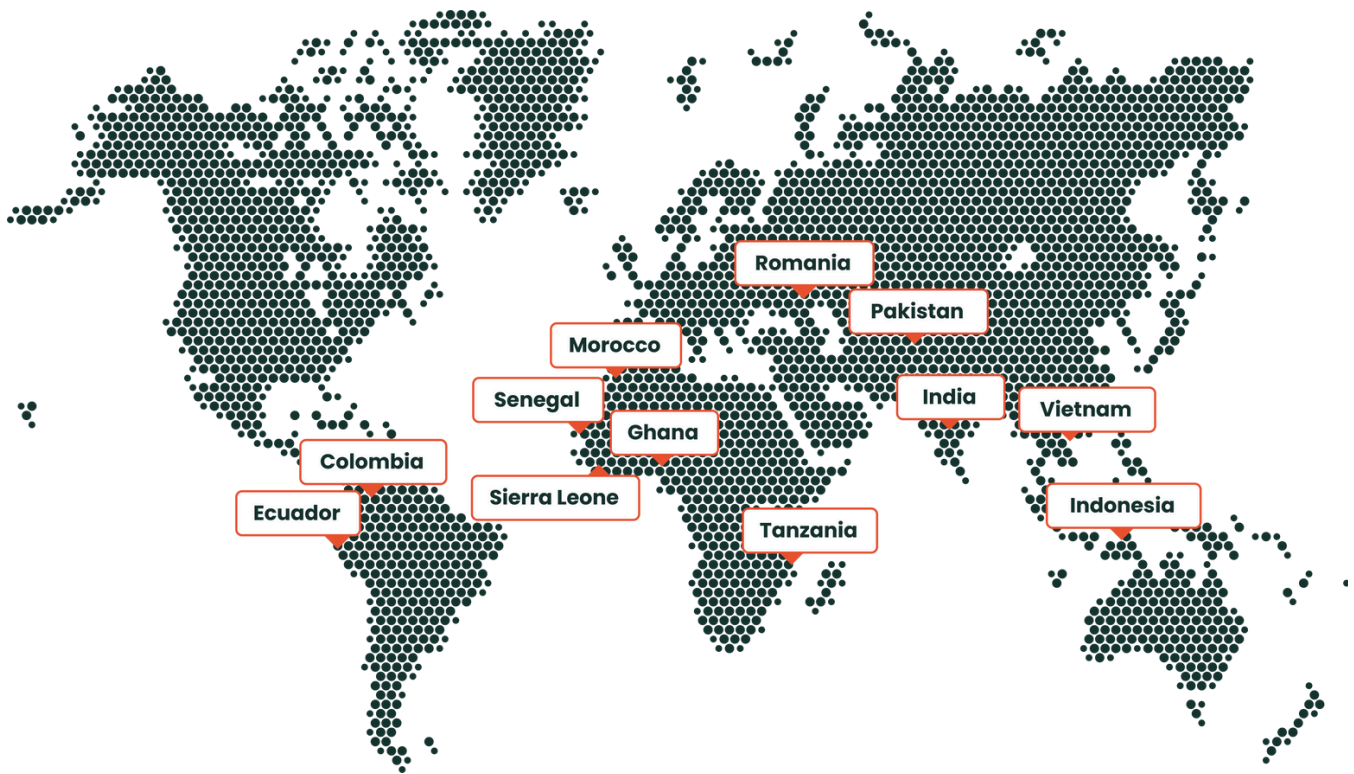 Romania
Pakistan
Morocco
India
Senegal
Vietnam
Ghana
Colombia
Sierra Leone
Indonesia
Ecuador
Tanzania